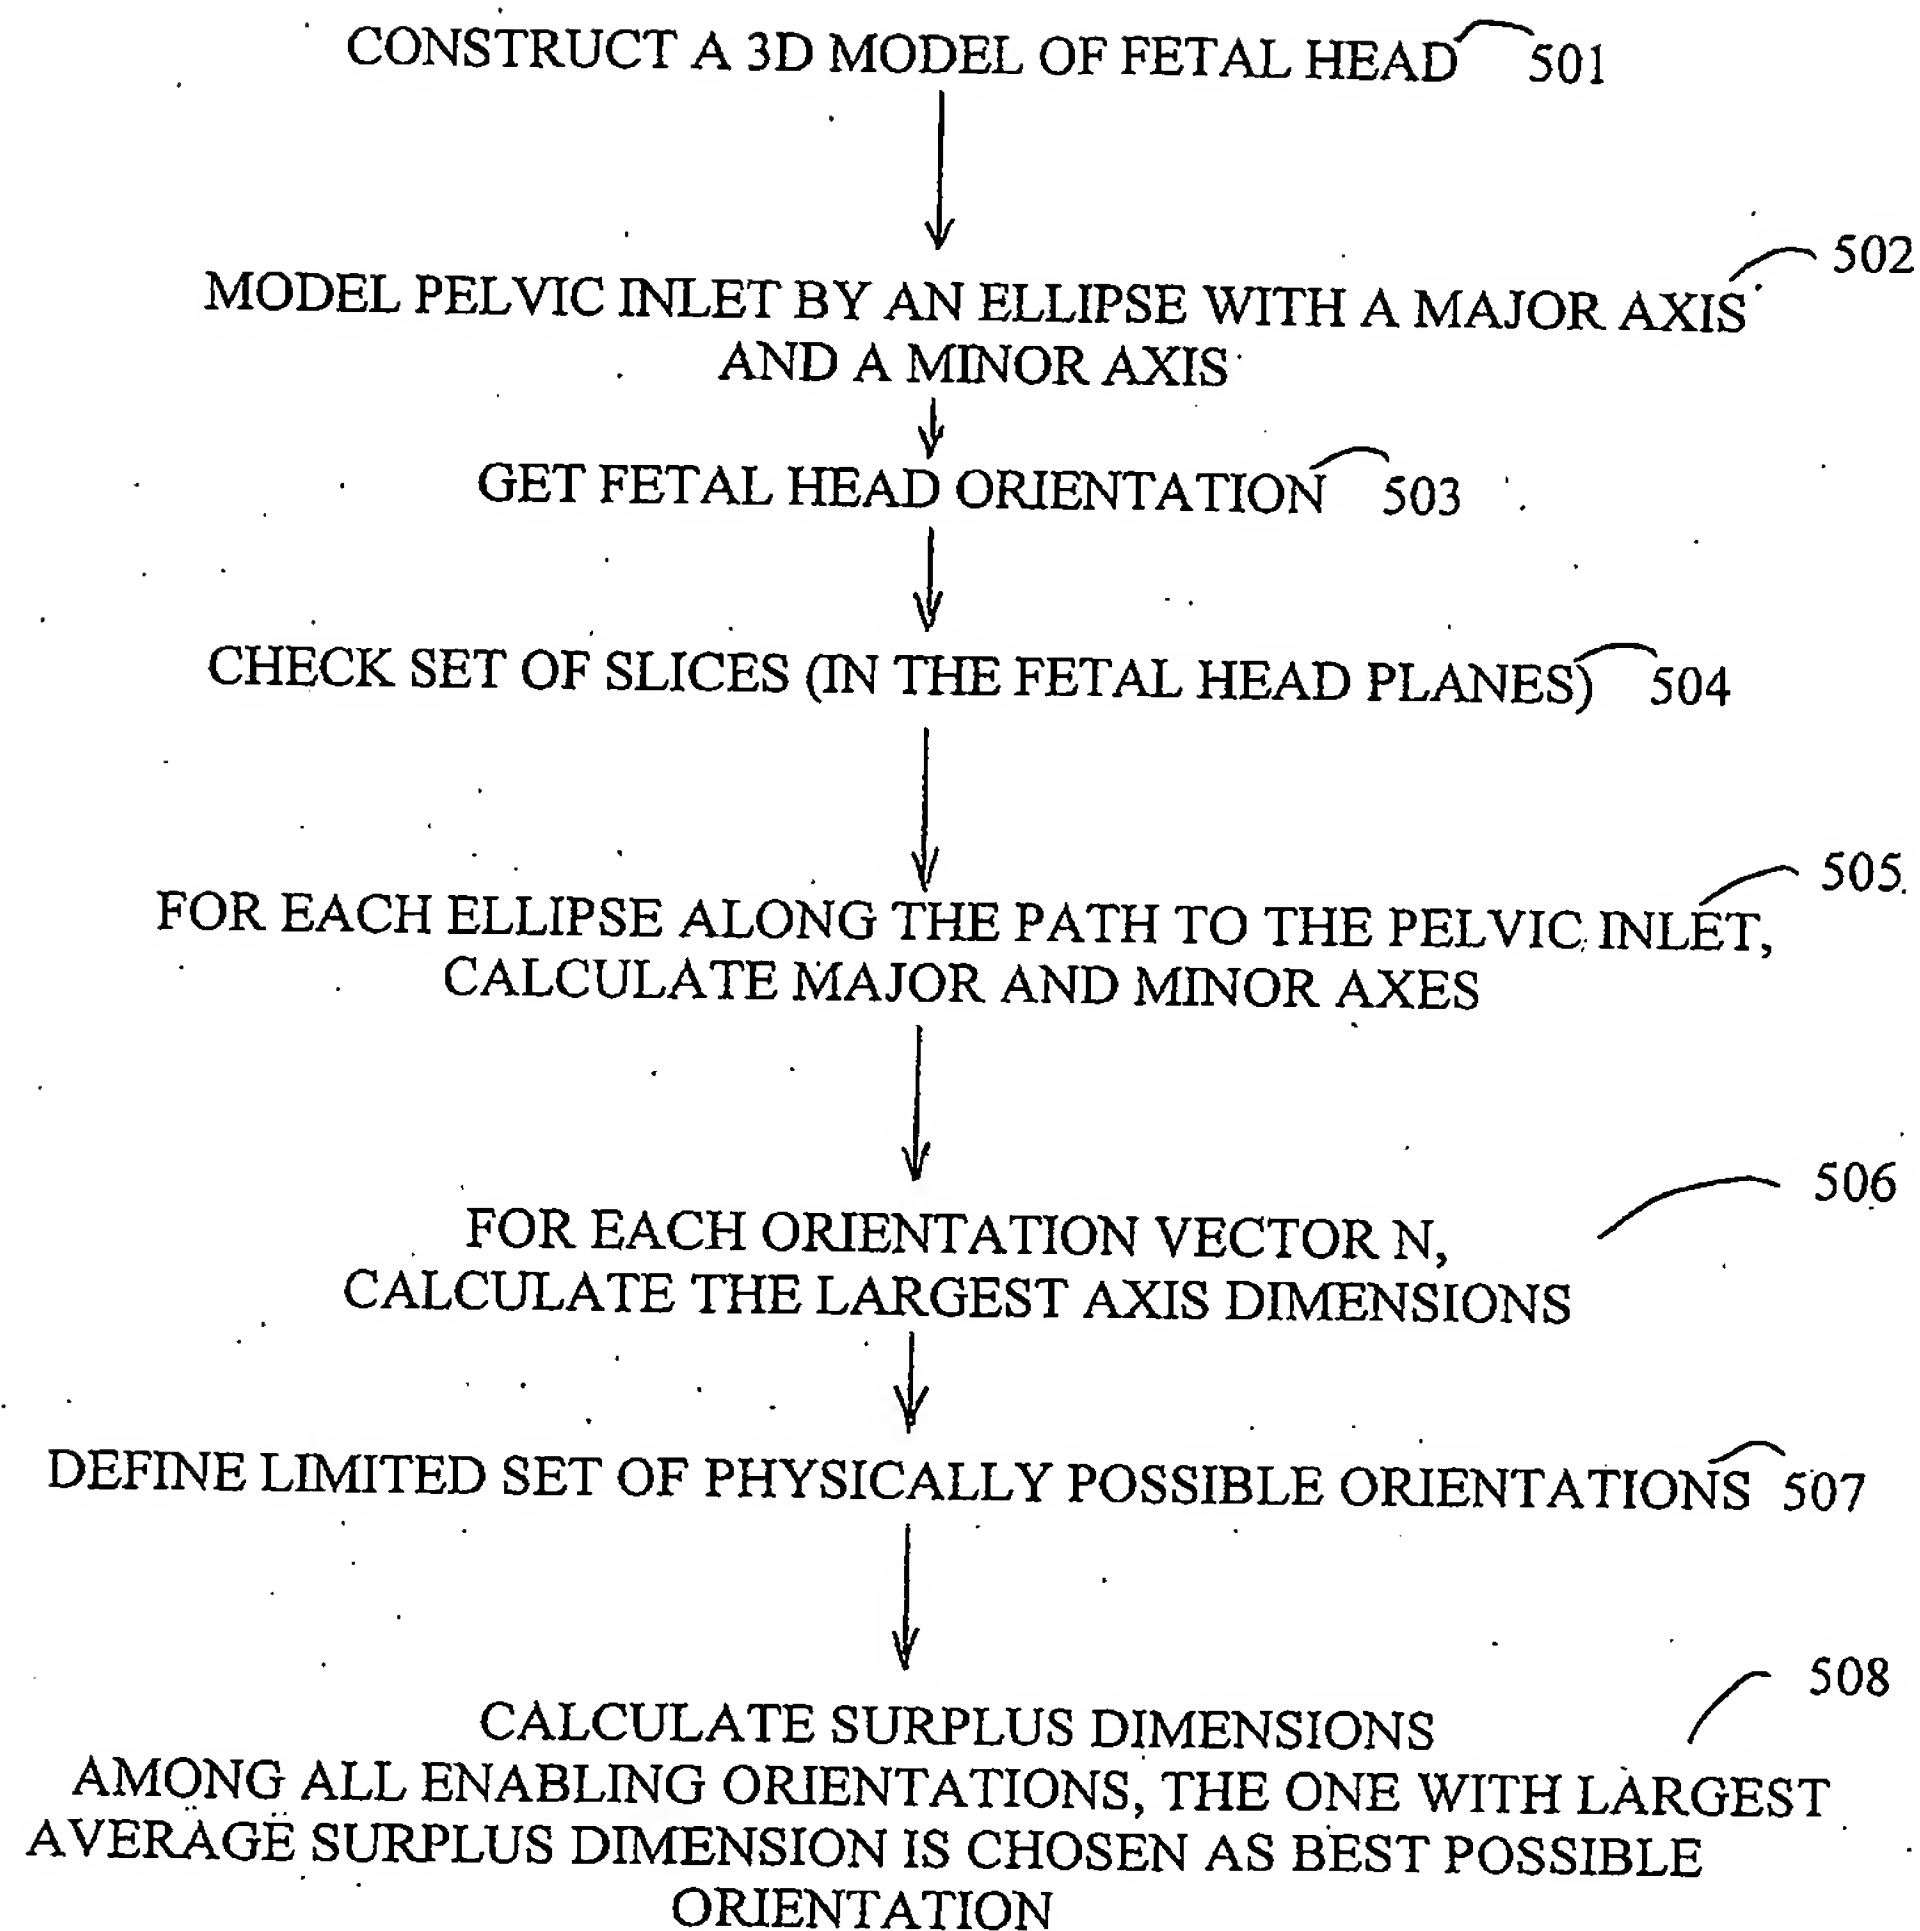 CONSTRUCT A 3D MODEL OF FETAL HEAD 501
502
MODEL PELVIC INLET BY AN ELLIPSE WITH A MAJOR AXIS
AND A MINOR AXIS
GET FETAL HEAD ORIENTATION 503
CHECK SET OF SLICES (IN THE FETAL HEAD PLANES) 504
505
FOR EACH ELLIPSE ALONG THE PATH TO THE PELVIC INLET,
CALCULATE MAJOR AND MINOR AXES
506
FOR EACH ORIENTATION VECTOR N,
CALCULATE THE LARGEST AXIS DIMENSIONS
DEFINE LIMITED SET OF PHYSICALLY POSSIBLE ORIENTATIONS 507
508
CALCULATE SURPLUS DIMENSIONS
AMONG ALL ENABLING ORIENTATIONS, THE ONE WITH LARGEST
AVERAGE SURPLUS DIMENSION IS CHOSEN AS BEST POSSIBLE
ORIENTATION